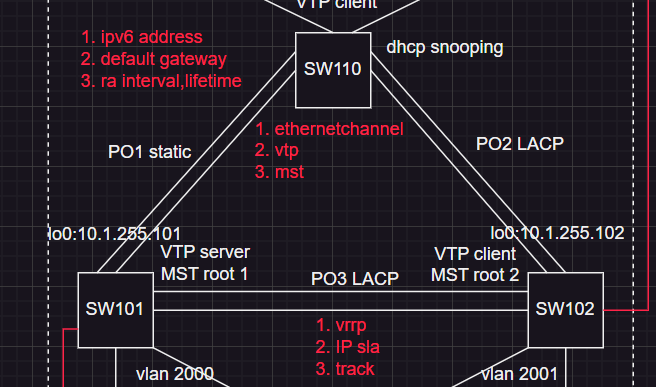 VTP client
1. ipv6 address
2. default gateway
3. ra interval,lifetime
dhcp snooping
SW110
1. ethernetchannel
2. vtp
3. mst
PO1 static
PO2 LACP
lo0:10.1.255.101
lo0:10.1.255.102
VTP server
MST root 1
VTP client
MST root 2
PO3 LACP
SW101
SW102
1. vrrp
2. IP sla
3. track
vlan 2000
vlan 2001